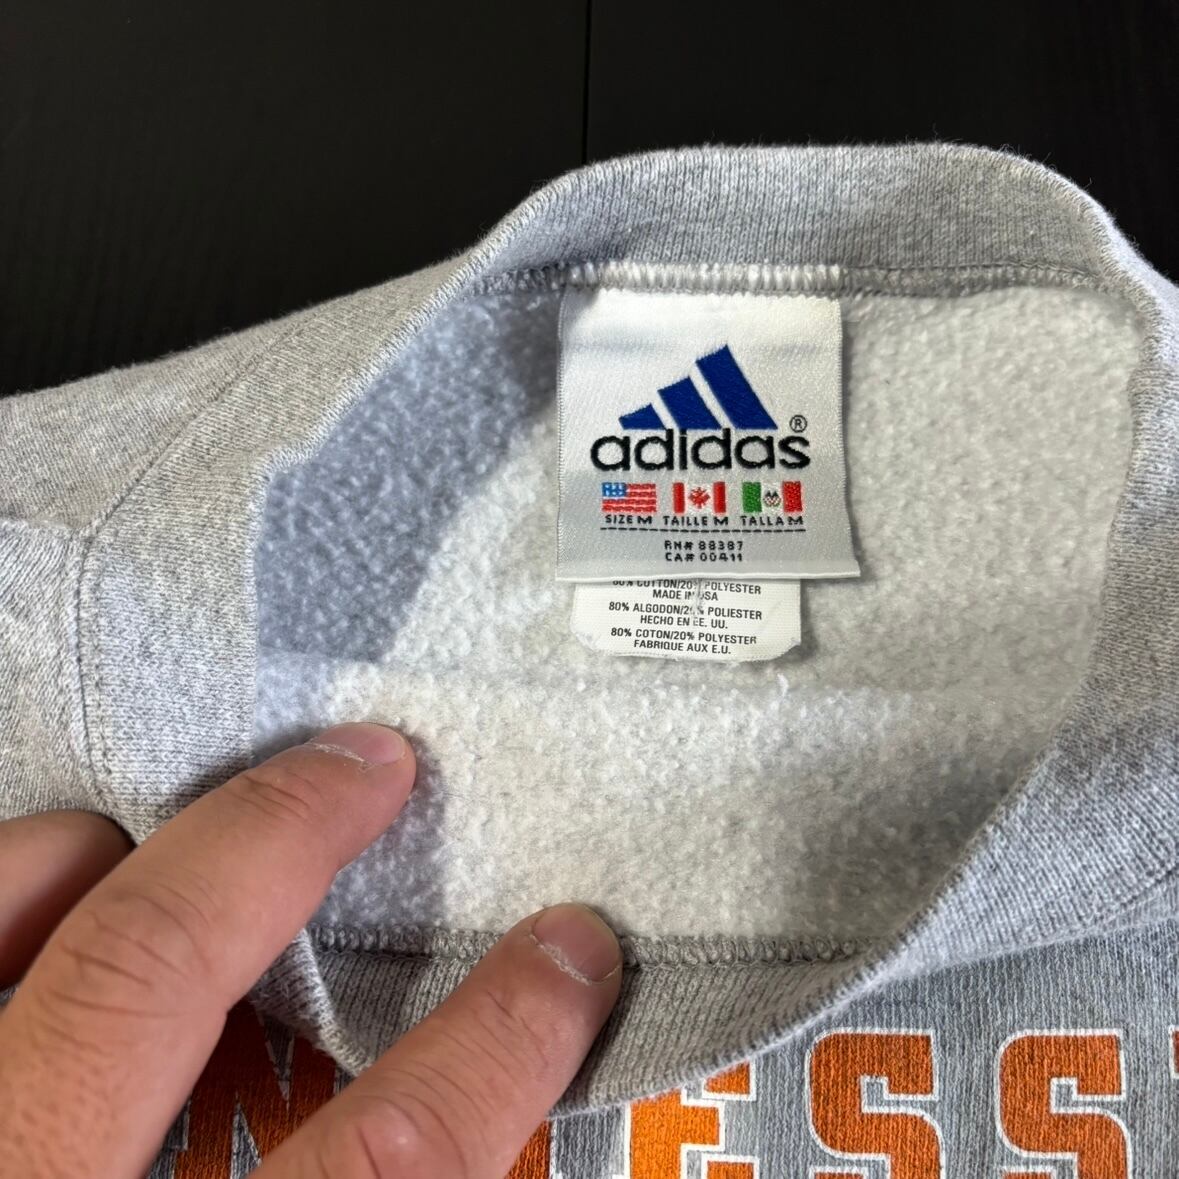 adidas®
SIZE M TAILLE M TALLA M
RN# 88387
CA# 00411
80% COTTON/20% POLYESTER
MADE IN USA
80% ALGODON/20% POLIESTER
HECHO EN EE. UU.
80% COTON/20% POLYESTER
FABRIQUE AUX E.U.
NESS